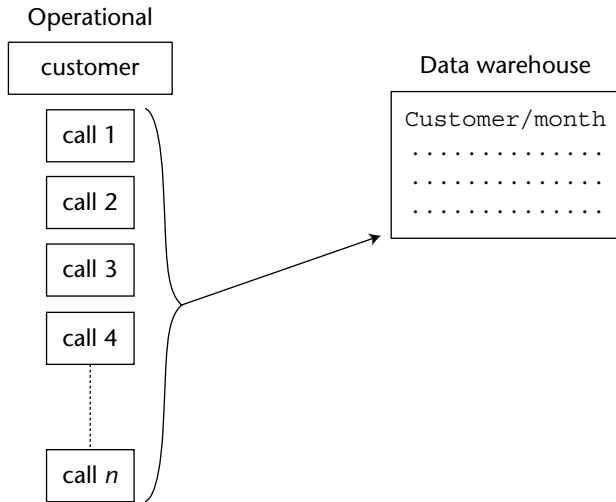 Operational
customer
call 1
call 2
call 3
call 4
call n
Data warehouse
Customer/month
. . . . . . . . . . . . . .
. . . . . . . . . . . . . .
. . . . . . . . . . . . . .